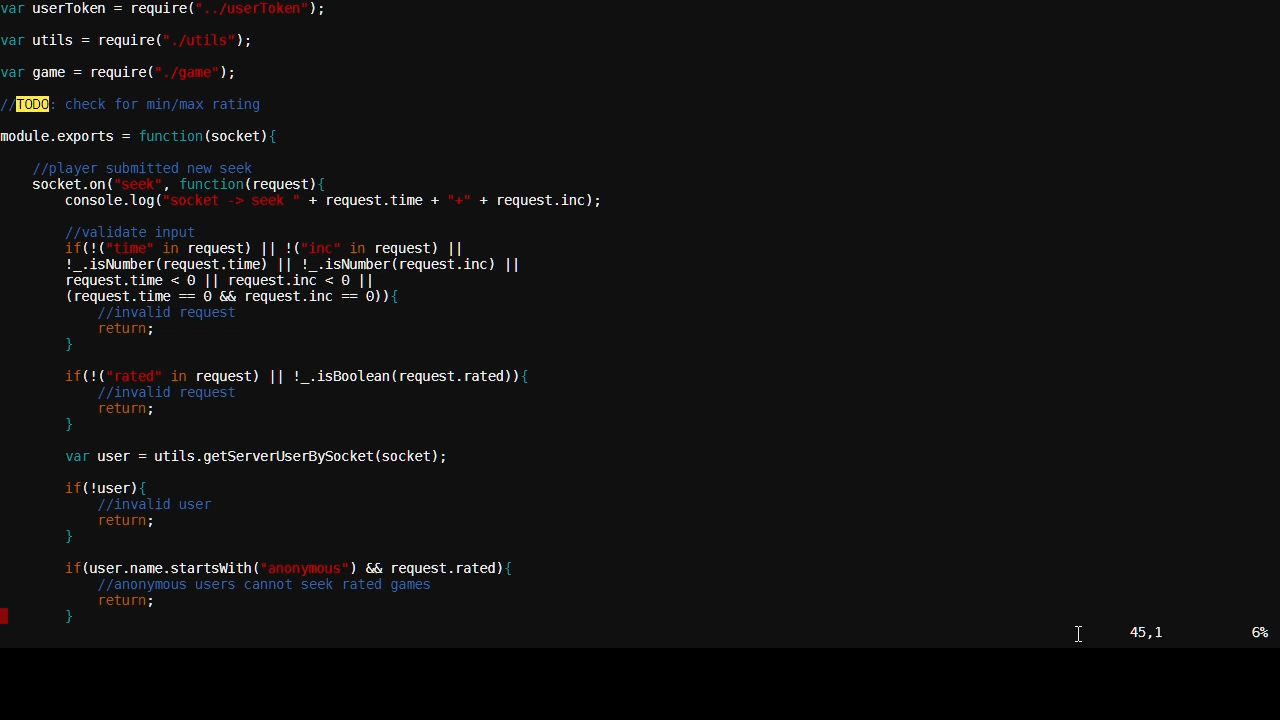 var userToken = require("../userToken");
var utils = require("./utils");
var game = require("./game");
//TODO: check for min/max rating
module.exports = function(socket){
//player submitted new seek
socket.on("seek", function(request){
console.log("socket -> seek " + request.time + "+" + request.inc);
//validate input
if(!("time" in request) || !("inc" in request) ||
!_.isNumber(request.time) || !_.isNumber(request.inc) ||
request.time < 0 || request.inc < 0 ||
(request.time == 0 && request.inc == 0)){
//invalid request
return;
}
if(!("rated" in request) || !_.isBoolean(request.rated)){
//invalid request
return;
}
var user = utils.getServerUserBySocket(socket);
if(!user){
//invalid user
return;
}
if(user.name.startsWith("anonymous") && request.rated){
//anonymous users cannot seek rated games
return;
}
45,1 6%